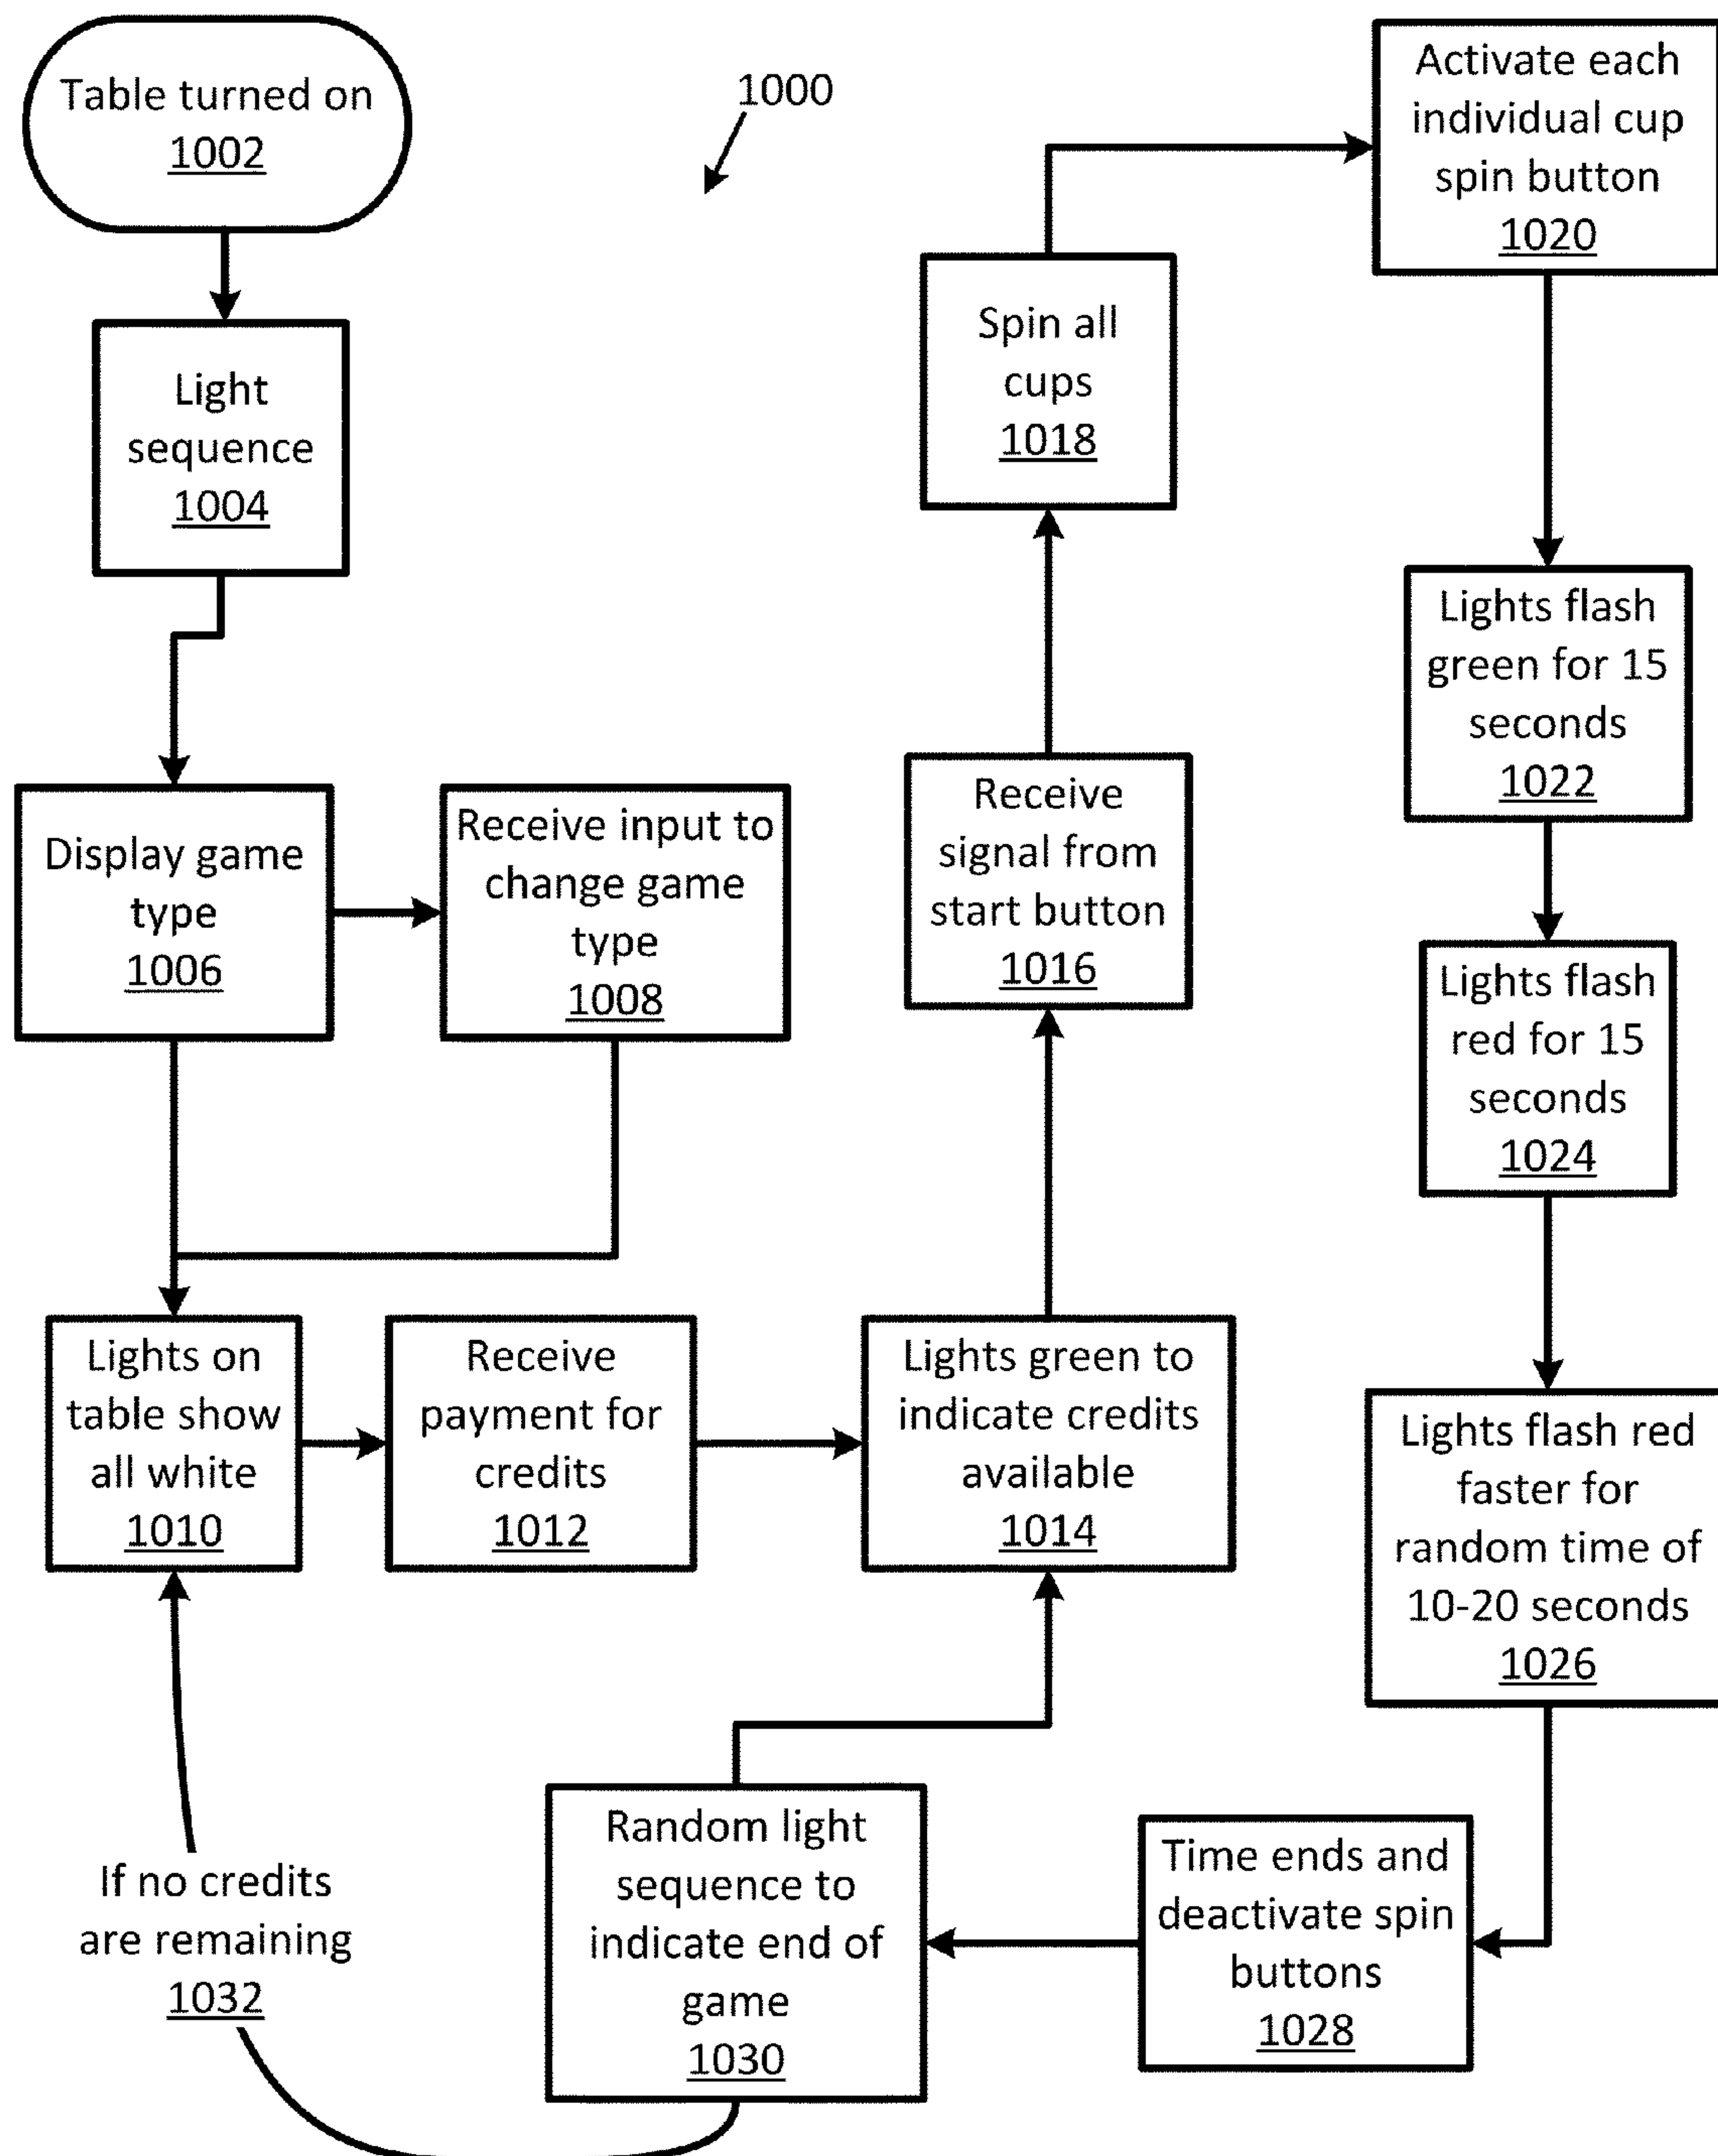 Table turned on
1002
1000
Light
sequence
1004
Display game
type
1006
Receive input to
change game
type
1008
Lights on
table show
all white
1010
Receive
payment for
credits
1012
Lights green to
indicate credits
available
1014
Receive
signal from
start button
1016
Spin all
cups
1018
Activate each
individual cup
spin button
1020
Lights flash
green for 15
seconds
1022
Lights flash
red for 15
seconds
1024
Lights flash red
faster for
random time of
10-20 seconds
1026
Time ends and
deactivate spin
buttons
1028
Random light
sequence to
indicate end of
game
1030
If no credits
are remaining
1032